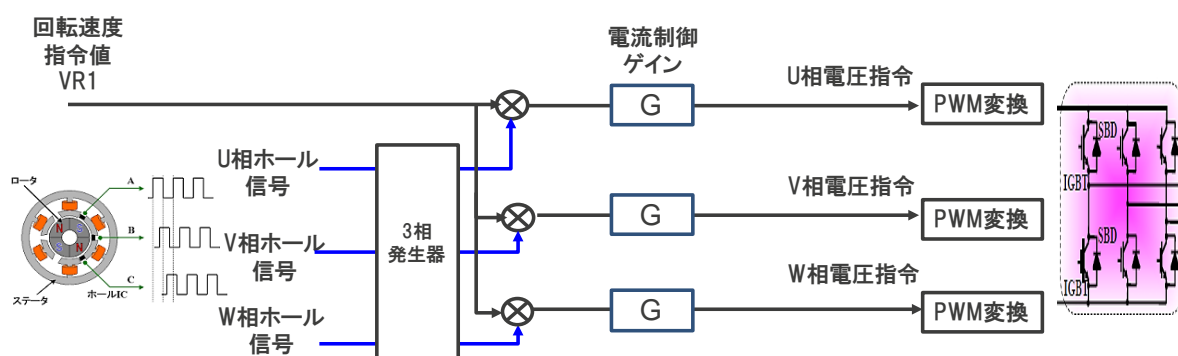 回転速度
指令値
VR1
電流制御
ゲイン
G
U相電圧指令
PWM変換
U相ホール
信号
V相ホール
信号
W相ホール
信号
3相
発生器
G
V相電圧指令
PWM変換
G
W相電圧指令
PWM変換
ロータ
A
B
C
N
S
S
N
ステータ
ホールIC
SBD
IGBT
SBD
IGBT